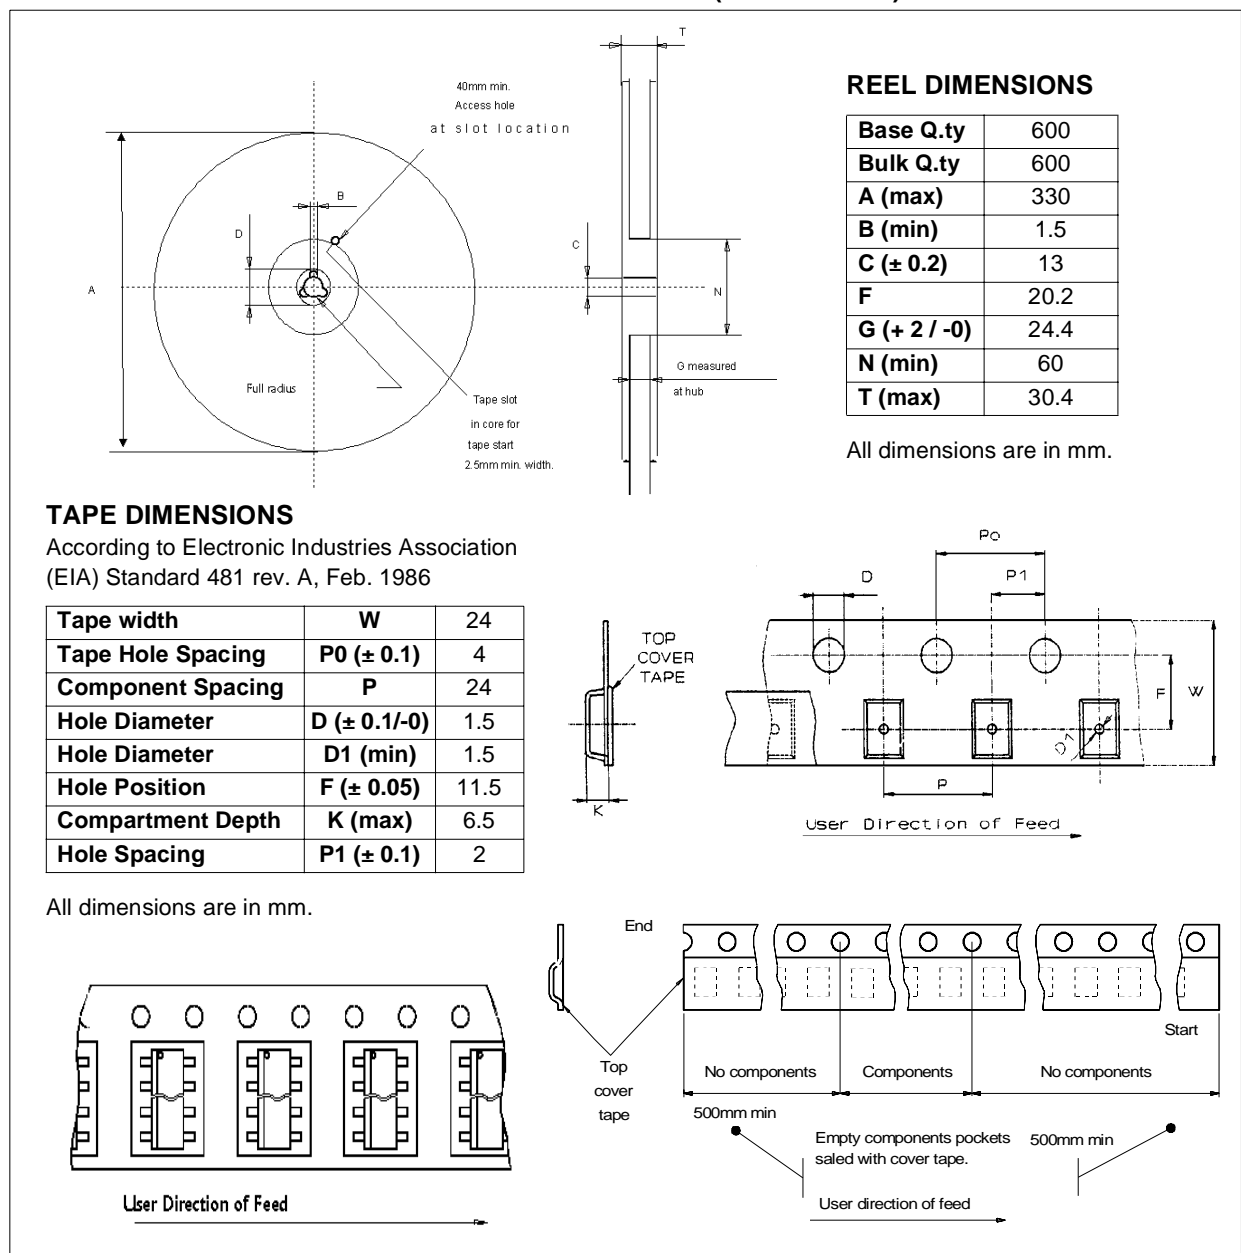 T
40mm min.
Access hole
at slot location
B
D
C
A
N
G measured
at hub
Full radius
Tape slot
in core for
tape start
2.5mm min. width.
REEL DIMENSIONS
Base Q.ty 600
Bulk Q.ty 600
A (max) 330
B (min) 1.5
C (± 0.2) 13
F 20.2
G (+ 2 / -0) 24.4
N (min) 60
T (max) 30.4
All dimensions are in mm.
TAPE DIMENSIONS
According to Electronic Industries Association
(EIA) Standard 481 rev. A, Feb. 1986
Tape width W 24
Tape Hole Spacing P0 (± 0.1) 4
Component Spacing P 24
Hole Diameter D (± 0.1/-0) 1.5
Hole Diameter D1 (min) 1.5
Hole Position F (± 0.05) 11.5
Compartment Depth K (max) 6.5
Hole Spacing P1 (± 0.1) 2
All dimensions are in mm.
Po
D
P1
TOP
COVER
TAPE
F
W
D1
P
K
User Direction of Feed
End
Start
Top
cover
tape
No components
Components
No components
500mm min
Empty components pockets
saled with cover tape.
500mm min
User direction of feed
User Direction of Feed